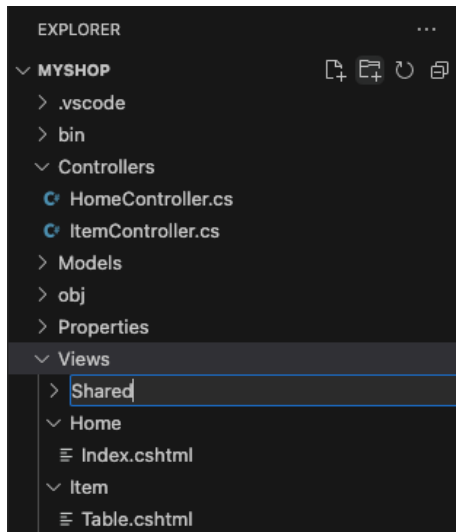 EXPLORER
MYSHOP
.vscode
bin
Controllers
C# HomeController.cs
C# ItemController.cs
Models
obj
Properties
Views
Shared
Home
Index.cshtml
Item
Table.cshtml